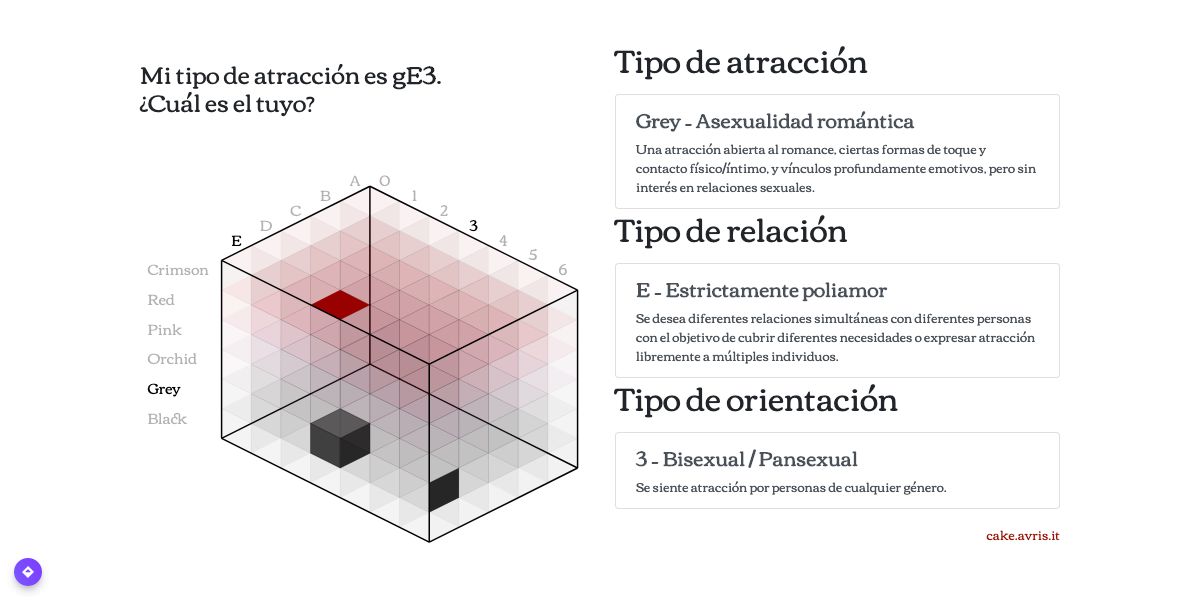 Mi tipo de atracción es gE3.
¿Cuál es el tuyo?
A
B
C
D
E
0
1
2
3
4
5
6
Crimson
Red
Pink
Orchid
Grey
Black
Tipo de atracción
Grey - Asexualidad romántica
Una atracción abierta al romance, ciertas formas de toque y
contacto físico/íntimo, y vínculos profundamente emotivos, pero sin
interés en relaciones sexuales.
Tipo de relación
E - Estrictamente poliamor
Se desea diferentes relaciones simultáneas con diferentes personas
con el objetivo de cubrir diferentes necesidades o expresar atracción
libremente a múltiples individuos.
Tipo de orientación
3 - Bisexual / Pansexual
Se siente atracción por personas de cualquier género.
cake.avris.it